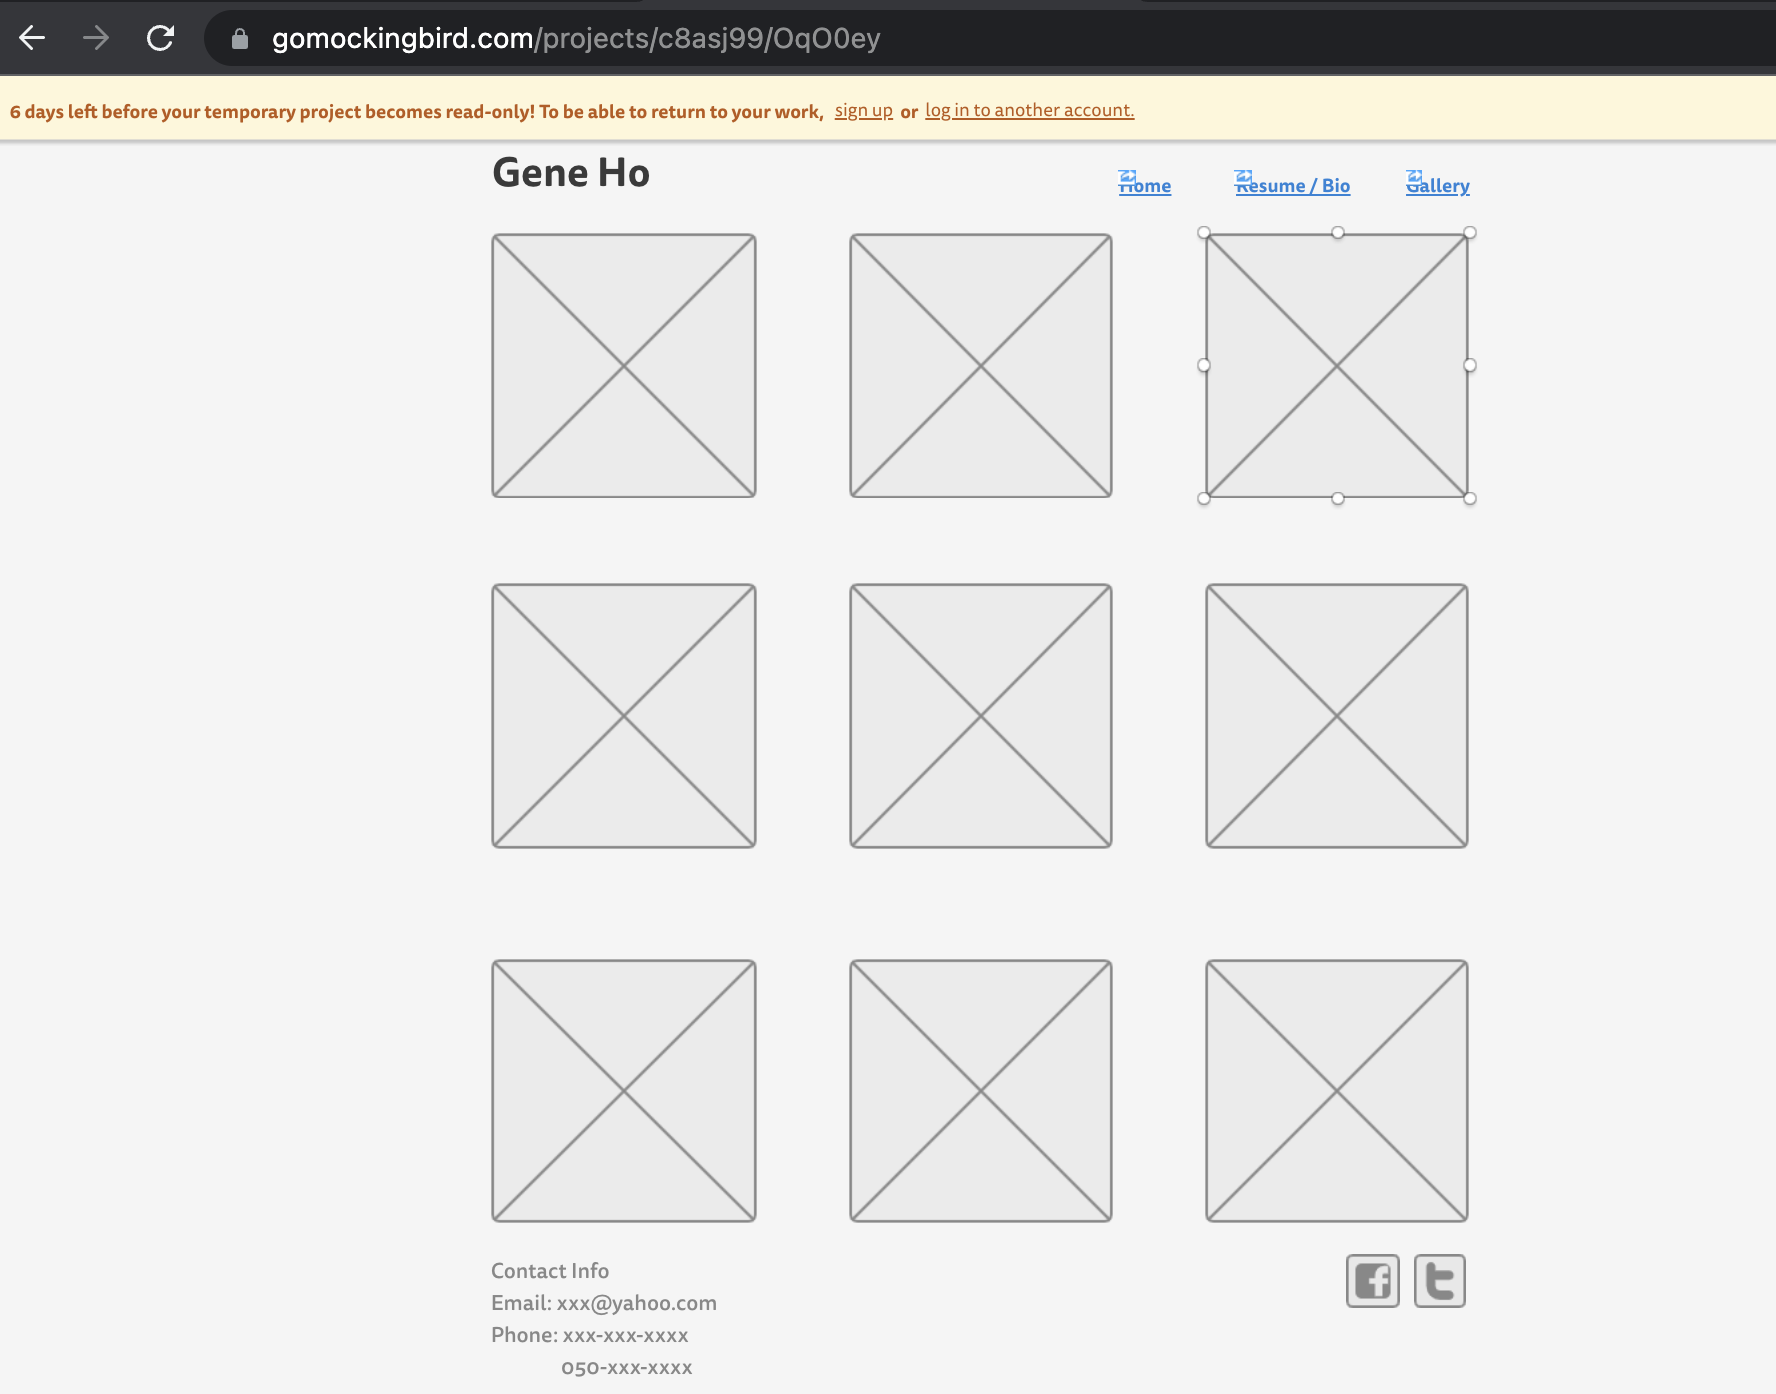 gomockingbird.com/projects/c8asj99/OqO0ey
6 days left before your temporary project becomes read-only! To be able to return to your work, sign up or log in to another account.
Gene Ho
Home Resume / Bio Gallery
Contact Info
Email: xxx@yahoo.com
Phone: xxx-xxx-xxxx
050-xxx-xxxx